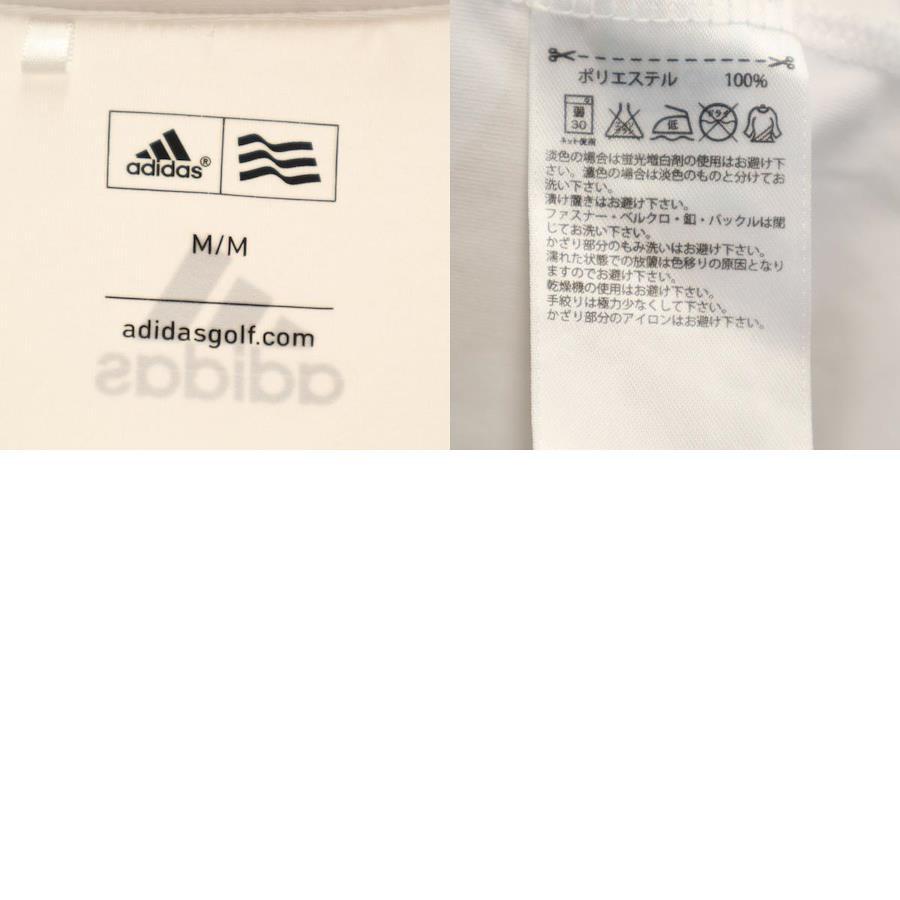 adidas®
M/M
adidasgolf.com
adidas
ポリエステル 100%
弱
30
ネット使用
低
ドライ
淡色の場合は蛍光増白剤の使用はお避け下
さい。濃色の場合は淡色のものと分けてお
洗い下さい。
漬け置きはお避け下さい。
ファスナー・ベルクロ・釦・バックルは閉
じてお洗い下さい。
かざり部分のもみ洗いはお避け下さい。
濡れた状態での放置は色移りの原因となり
ますのでお避け下さい。
乾燥機の使用はお避け下さい。
手絞りは極力少なくして下さい。
かざり部分のアイロンはお避け下さい。